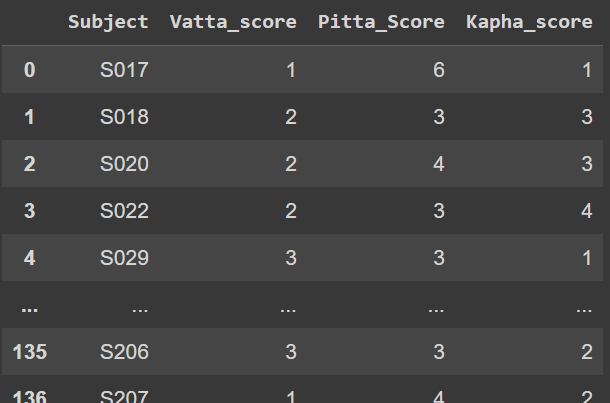 Subject Vatta_score Pitta_Score Kapha_score
0 S017 1 6 1
1 S018 2 3 3
2 S020 2 4 3
3 S022 2 3 4
4 S029 3 3 1
... ... ... ... ...
135 S206 3 3 2
136 S207 1 4 2